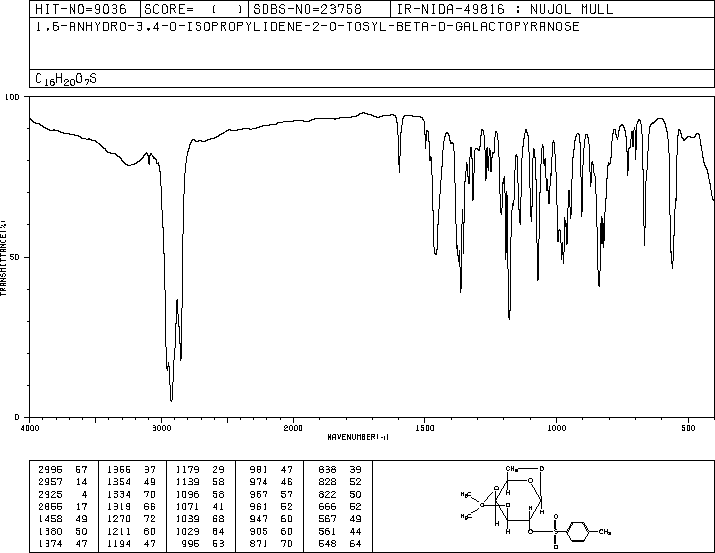 HIT-NO=9036 SCORE= ( ) SDBS-NO=23758 IR-NIDA-49816 : NUJOL MULL
1,6-ANHYDRO-3,4-O-ISOPROPYLIDENE-2-O-TOSYL-BETA-D-GALACTOPYRANOSE
C16H20O7S
100
50
0
TRANSMITTANCE(%)
4000 3000 2000 1500 1000 500
WAVENUMBER(-1)
2995 67 1366 37 1179 29 981 47 838 39
2957 14 1354 49 1139 58 974 46 828 52
2925 4 1334 70 1096 58 967 57 822 50
2855 17 1319 66 1071 41 961 52 666 52
1458 49 1270 72 1039 68 947 60 567 49
1380 50 1211 60 1029 64 905 60 561 44
1374 47 1194 47 995 53 871 70 548 64
CH2 O
H3C
H3C
O
O
O
H
H
H
H
H
O
O
S
O
CH3